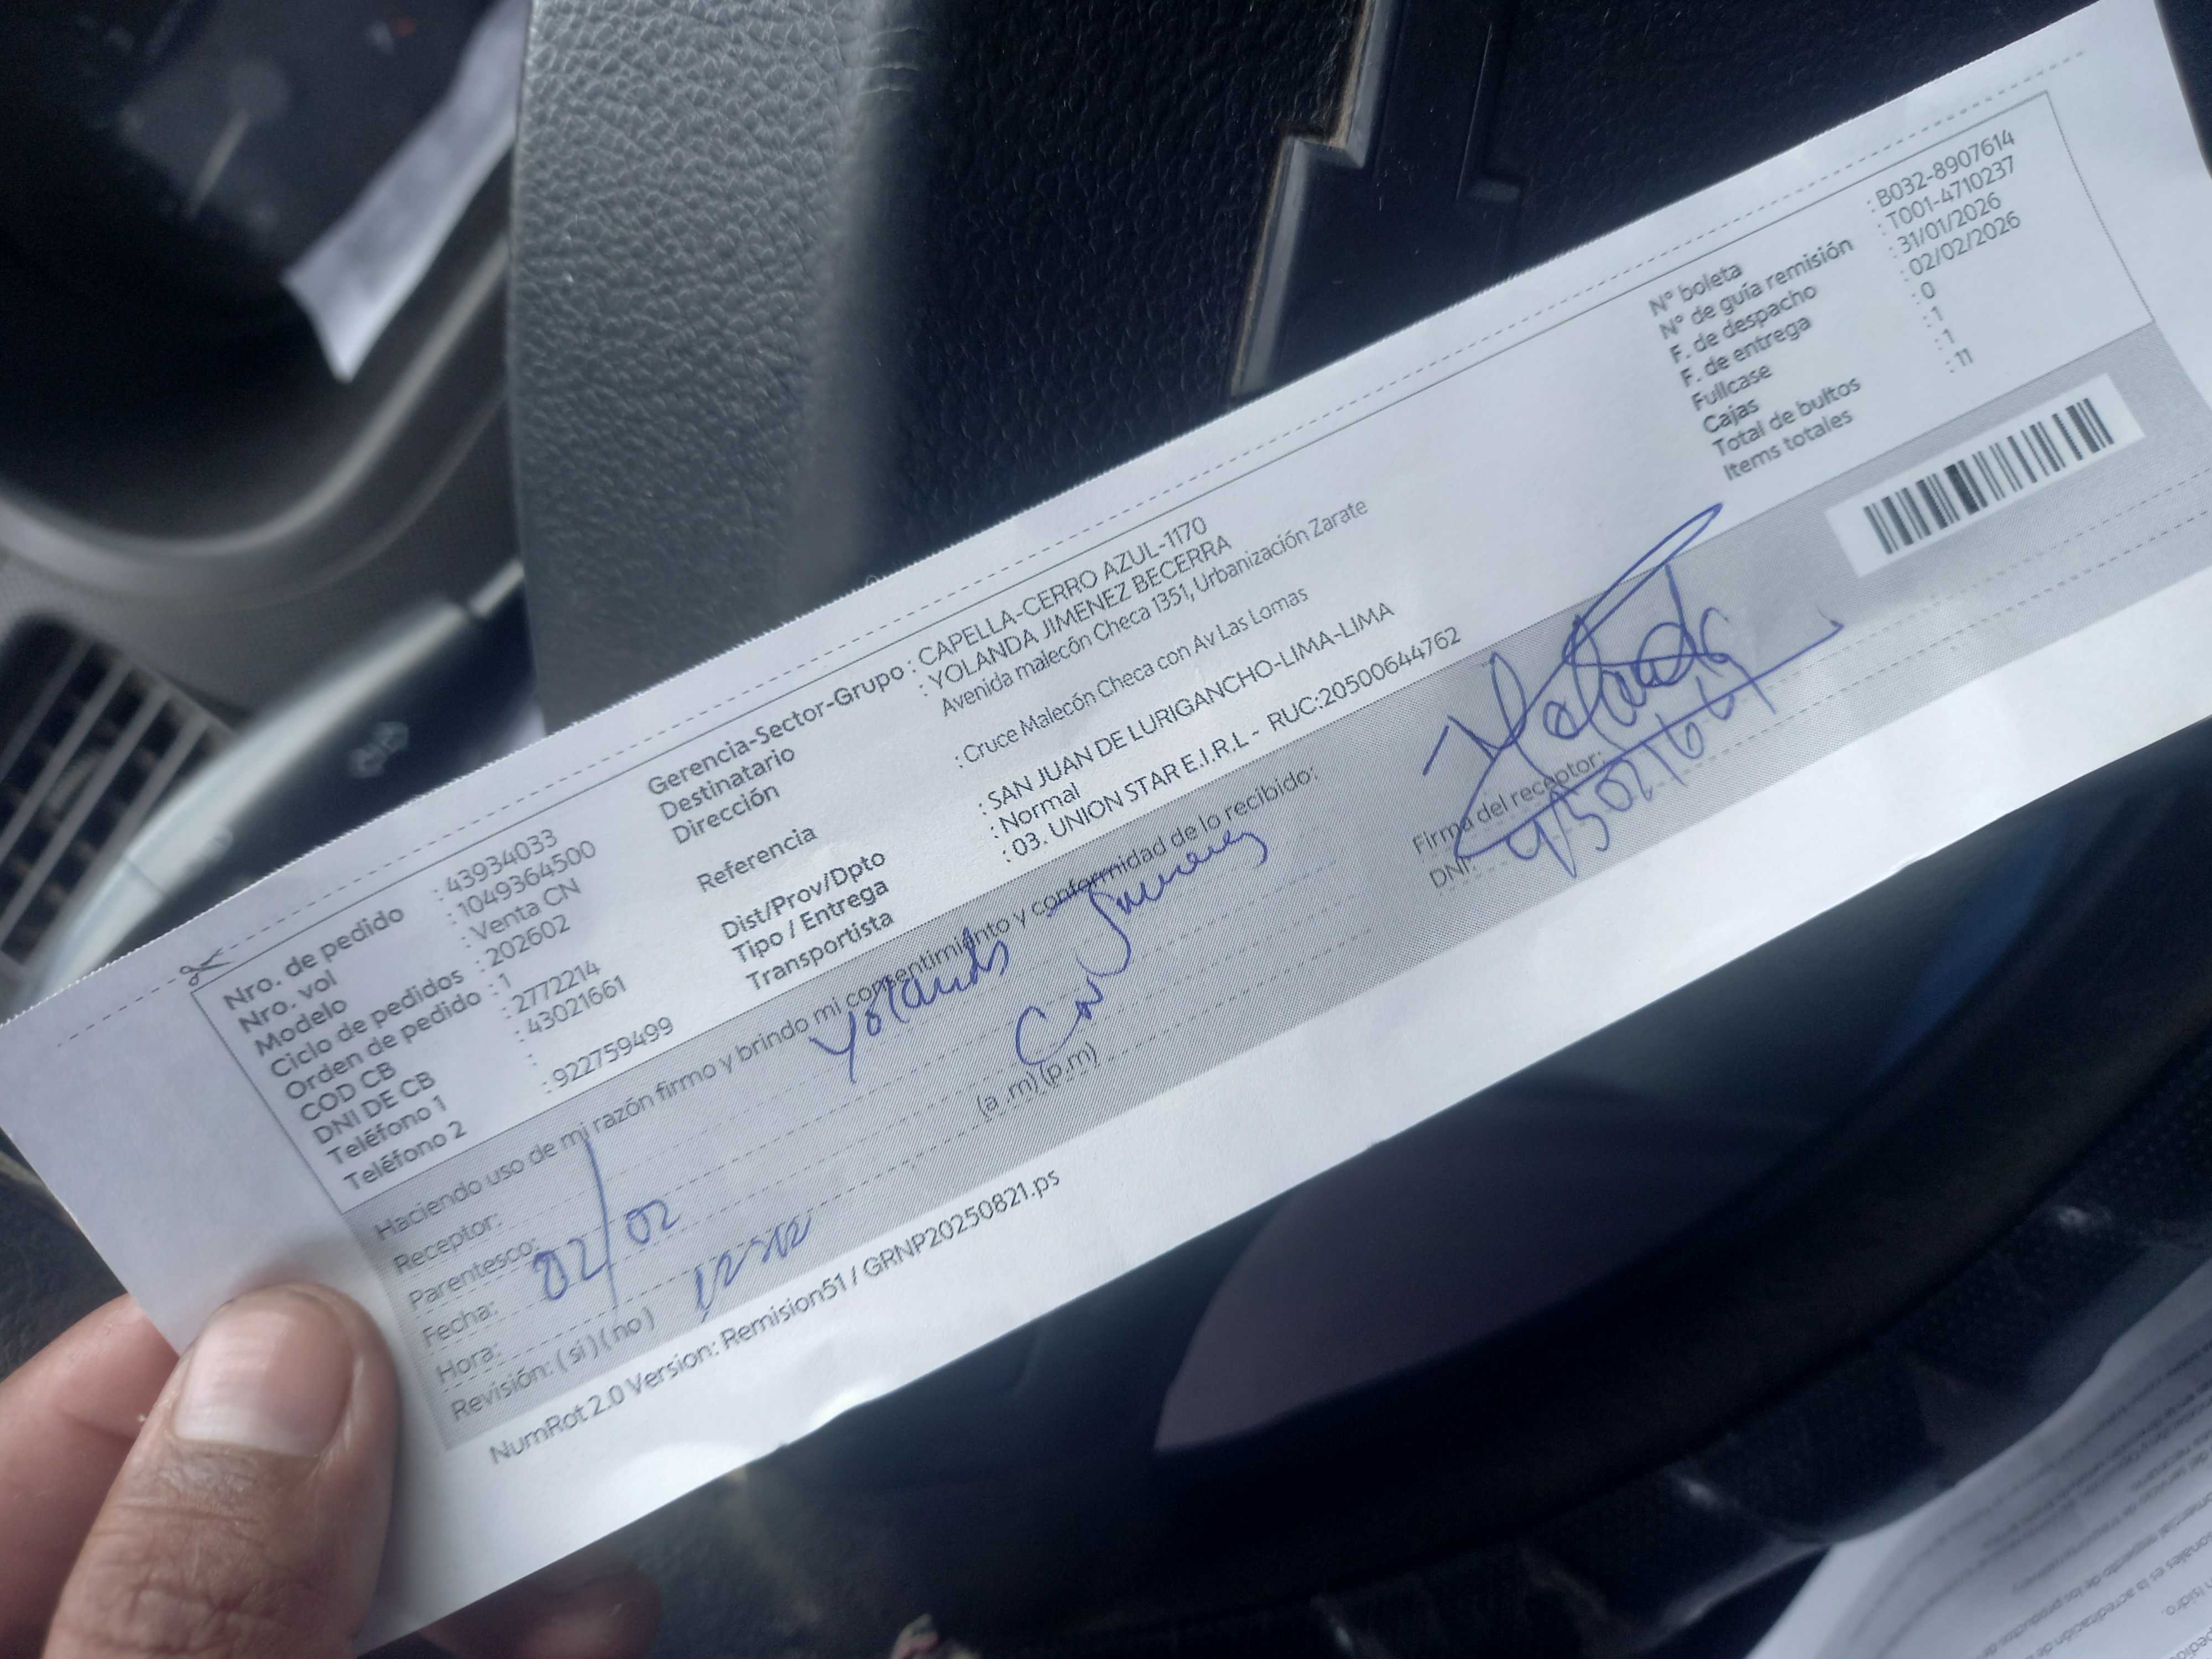 Nro. de pedido : 43934033
Nro. vol : 1049364500
Modelo : Venta CN
Ciclo de pedidos : 202602
Orden de pedido : 1
COD CB : 2772214
DNI DE CB : 43021661
Teléfono 1 :
Teléfono 2 : 922759499
Gerencia-Sector-Grupo : CAPELLA-CERRO AZUL-1170
Destinatario : YOLANDA JIMENEZ BECERRA
Dirección Avenida malecón Checa 1351, Urbanización Zarate
Referencia : Cruce Malecón Checa con Av Las Lomas
Dist/Prov/Dpto : SAN JUAN DE LURIGANCHO-LIMA-LIMA
Tipo / Entrega : Normal
Transportista : 03. UNION STAR E.I.R.L - RUC:20500644762
N° boleta : B032-8907614
N° de guía remisión : T001-4710237
F. de despacho : 31/01/2026
F. de entrega : 02/02/2026
Fullcase : 0
Cajas : 1
Total de bultos : 1
Items totales : 11
Haciendo uso de mi razón firmo y brindo mi consentimiento y conformidad de lo recibido:
Receptor: Yolanda
Parentesco:
Fecha: 02/02
Hora: (a .m) (p.m)
Revisión: (si) (no)
Firma del receptor:
DNI:
NumRot 2.0 Version: Remision51 / GRNP20250821.ps